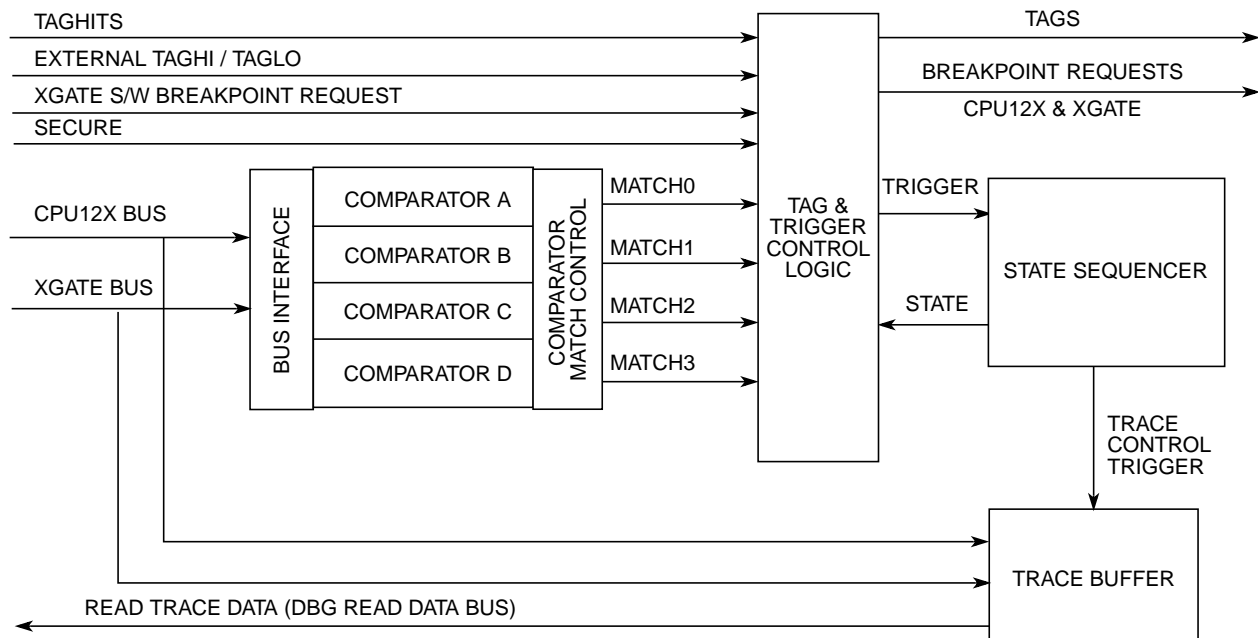 TAGHITS
TAGS
EXTERNAL TAGHI / TAGLO
BREAKPOINT REQUESTS
XGATE S/W BREAKPOINT REQUEST
CPU12X & XGATE
SECURE
CPU12X BUS
XGATE BUS
BUS INTERFACE
COMPARATOR A
COMPARATOR B
COMPARATOR C
COMPARATOR D
COMPARATOR
MATCH CONTROL
MATCH0
MATCH1
MATCH2
MATCH3
TAG &
TRIGGER
CONTROL
LOGIC
TRIGGER
STATE
STATE SEQUENCER
TRACE
CONTROL
TRIGGER
TRACE BUFFER
READ TRACE DATA (DBG READ DATA BUS)